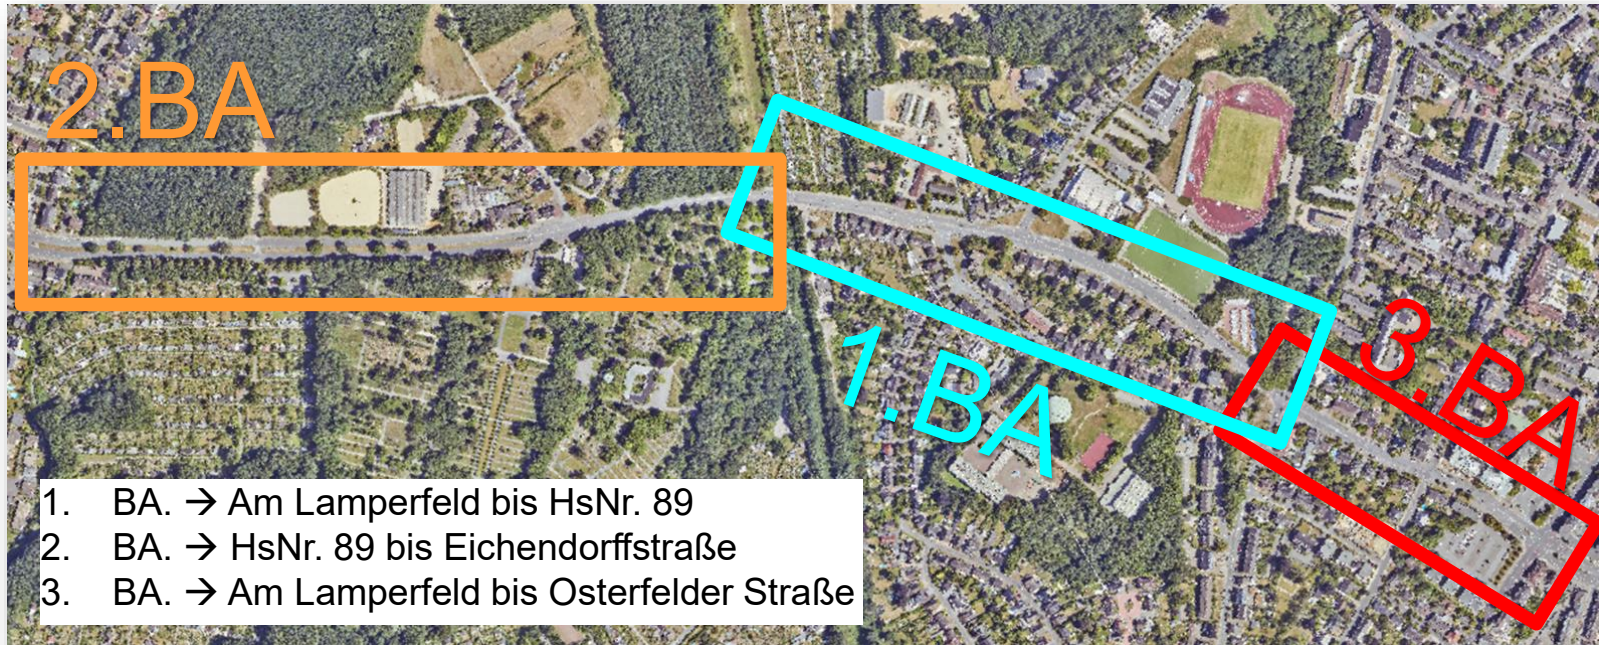 2.BA
1.BA
3.BA
1. BA. → Am Lamperfeld bis HsNr. 89
2. BA. → HsNr. 89 bis Eichendorffstraße
3. BA. → Am Lamperfeld bis Osterfelder Straße